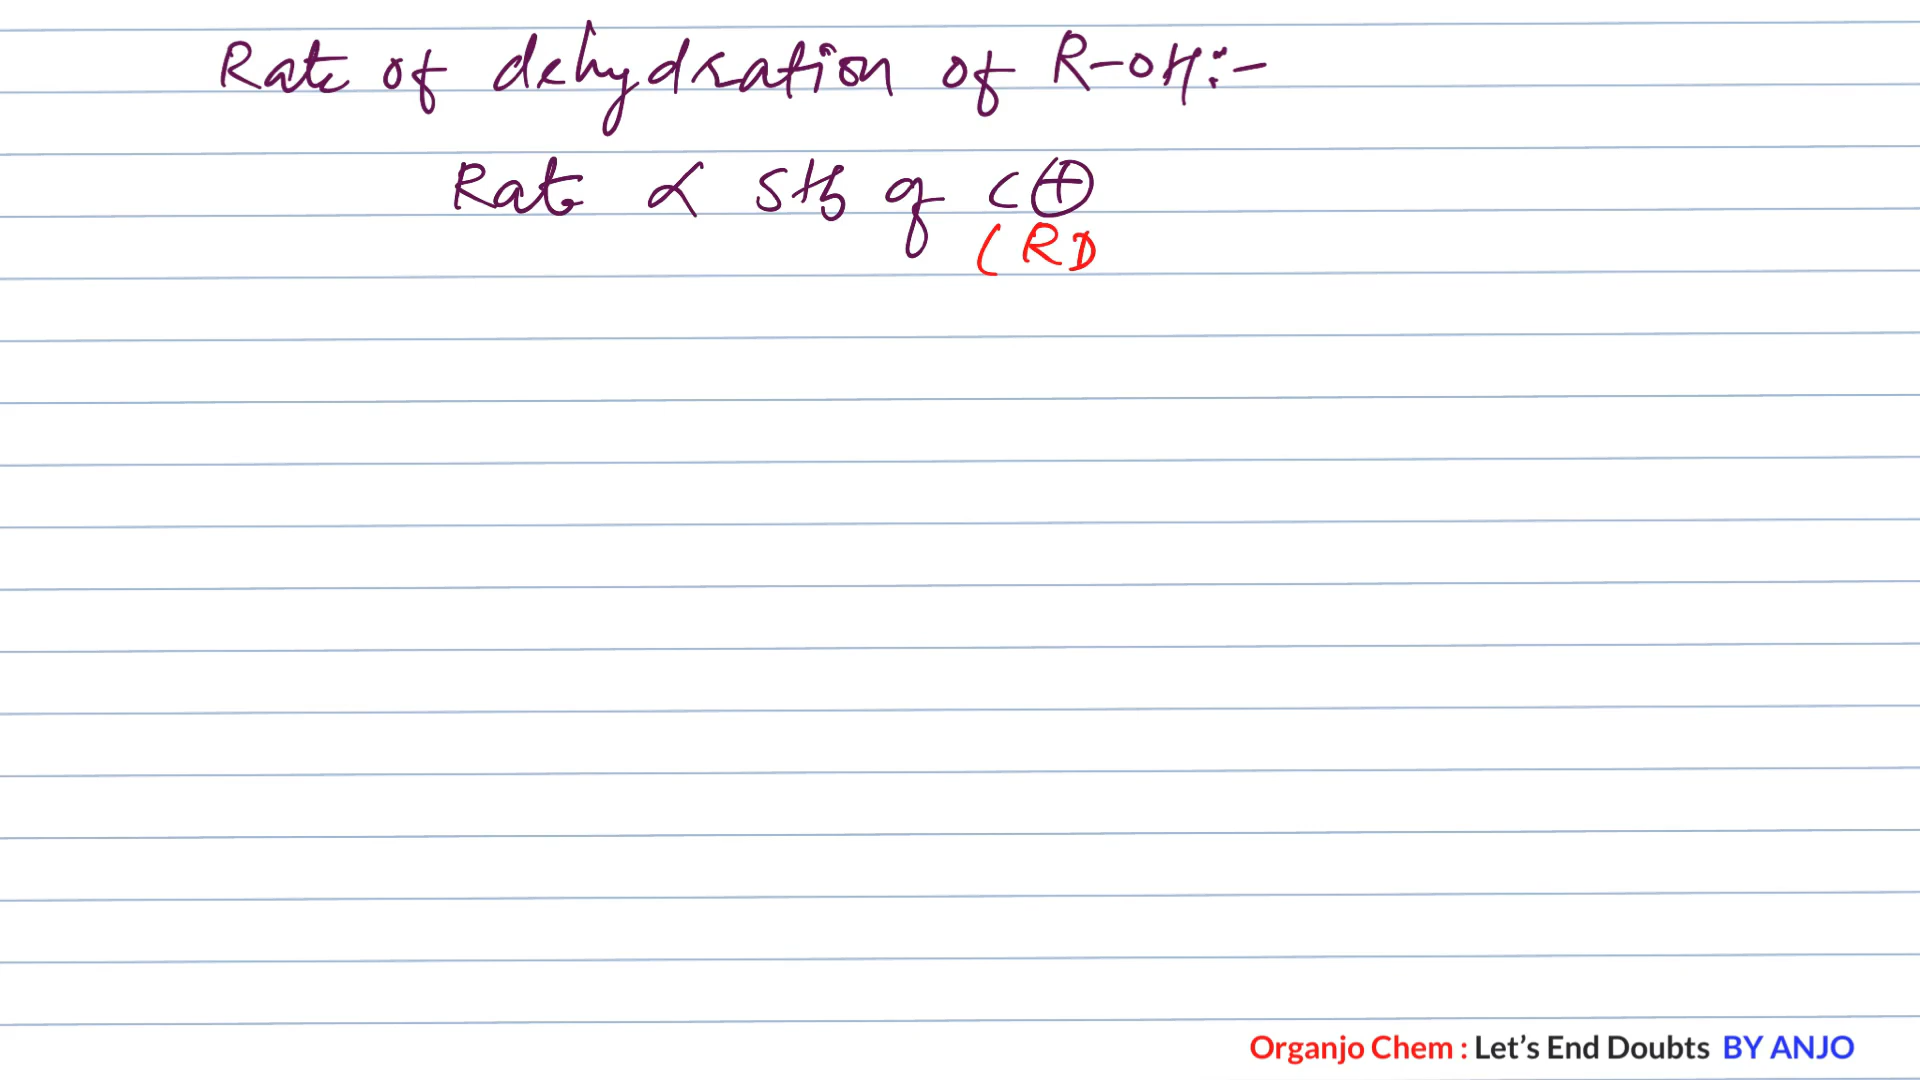 Rate of dehydration of R-OH:-
Rate ∝ stb of C⊕
(RD
Organjo Chem : Let's End Doubts BY ANJO